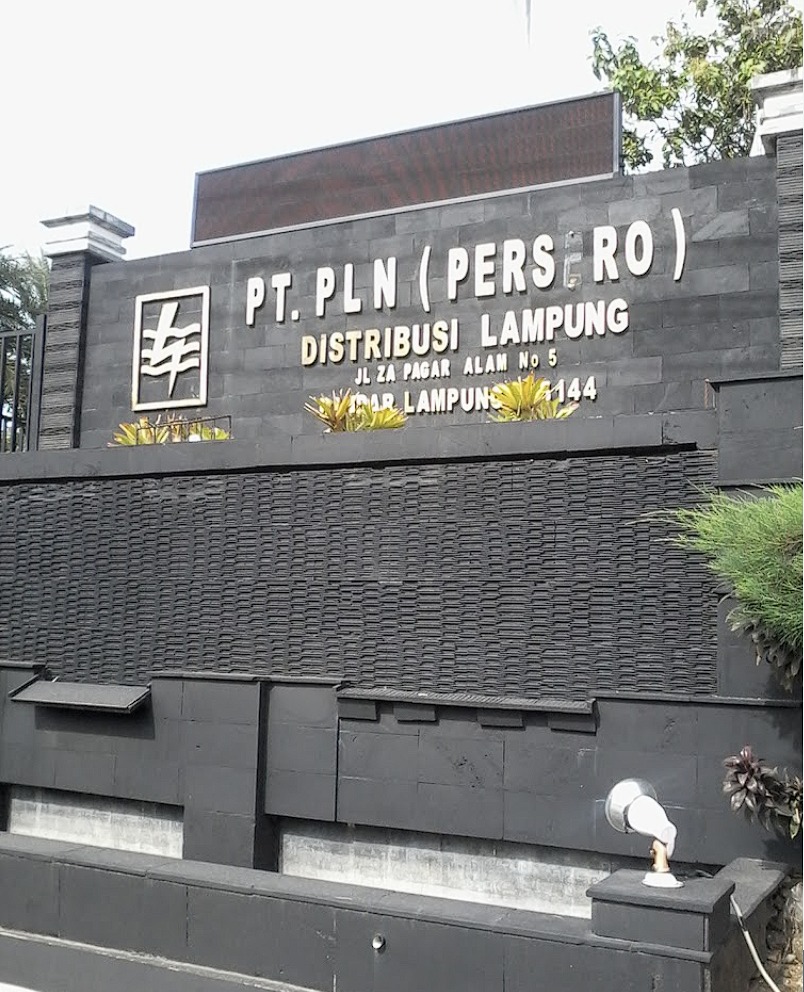 PT. PLN ( PERSERO )
DISTRIBUSI LAMPUNG
JL ZA PAGAR ALAM No 5
LAMPUNG